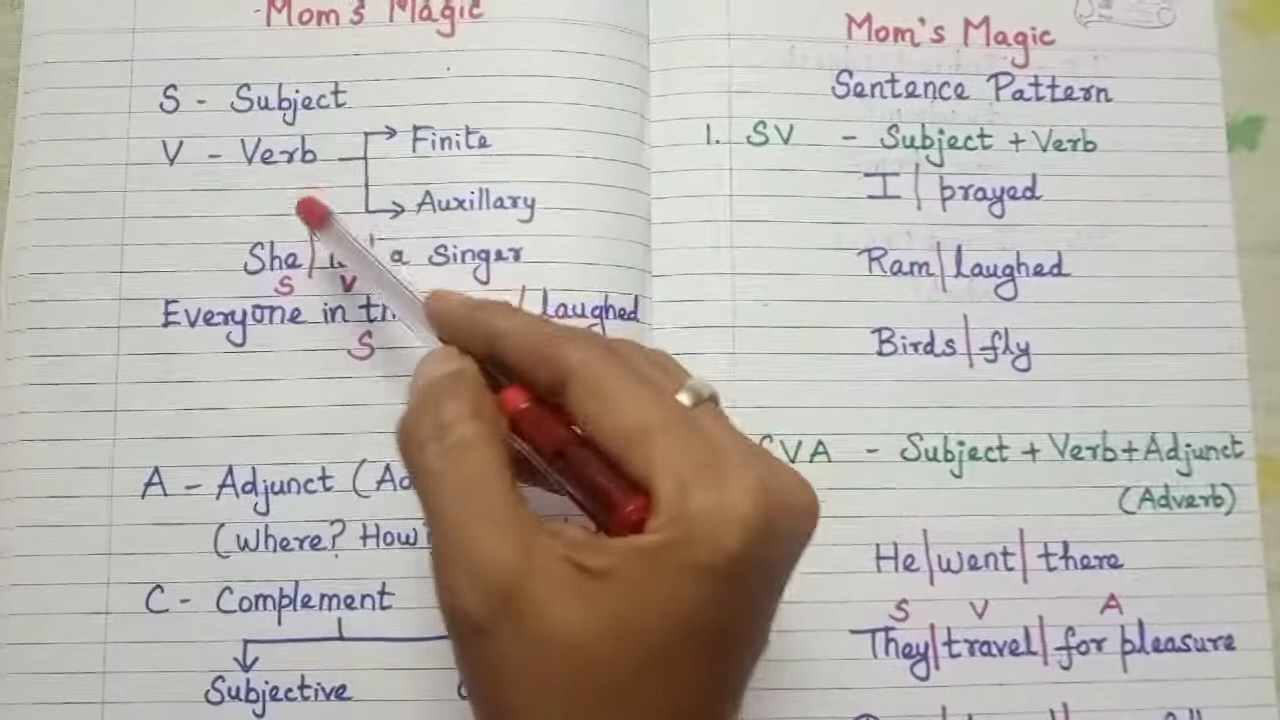 Mom's Magic
S - Subject
V - Verb
Finite
Auxillary
She | a Singer
S V
Everyone in | laughed
S
A - Adjunct
(Where? How
C - Complement
Subjective
Mom's Magic
Sentence Pattern
1. SV - Subject + Verb
I | prayed
Ram | laughed
Birds | fly
SVA - Subject + Verb + Adjunct
(Adverb)
He | went | there
S V A
They | travel | for pleasure